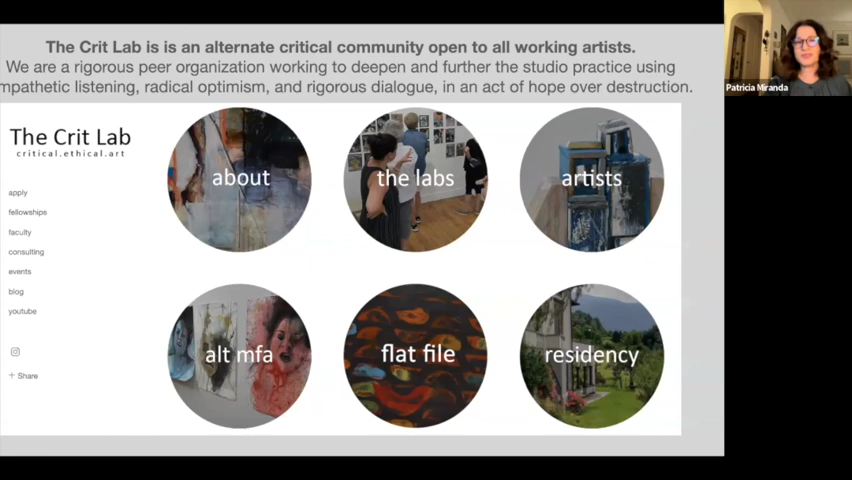 The Crit Lab is is an alternate critical community open to all working artists.
We are a rigorous peer organization working to deepen and further the studio practice using
mpathetic listening, radical optimism, and rigorous dialogue, in an act of hope over destruction.
Patricia Miranda
The Crit Lab
critical.ethical.art
apply
fellowships
faculty
consulting
events
blog
youtube
+ Share
about
the labs
artists
alt mfa
flat file
residency